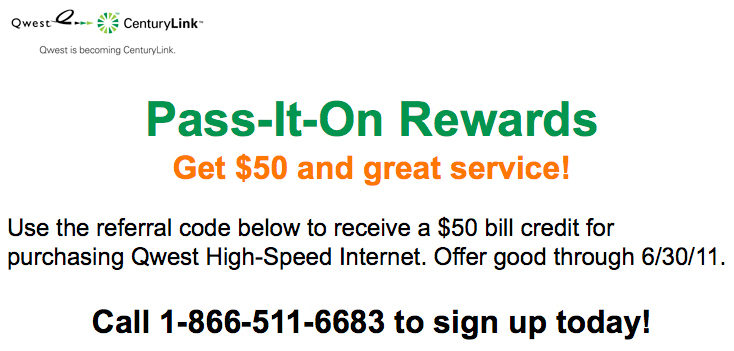 Qwest CenturyLink™
Qwest is becoming CenturyLink.
Pass-It-On Rewards
Get $50 and great service!
Use the referral code below to receive a $50 bill credit for
purchasing Qwest High-Speed Internet. Offer good through 6/30/11.
Call 1-866-511-6683 to sign up today!